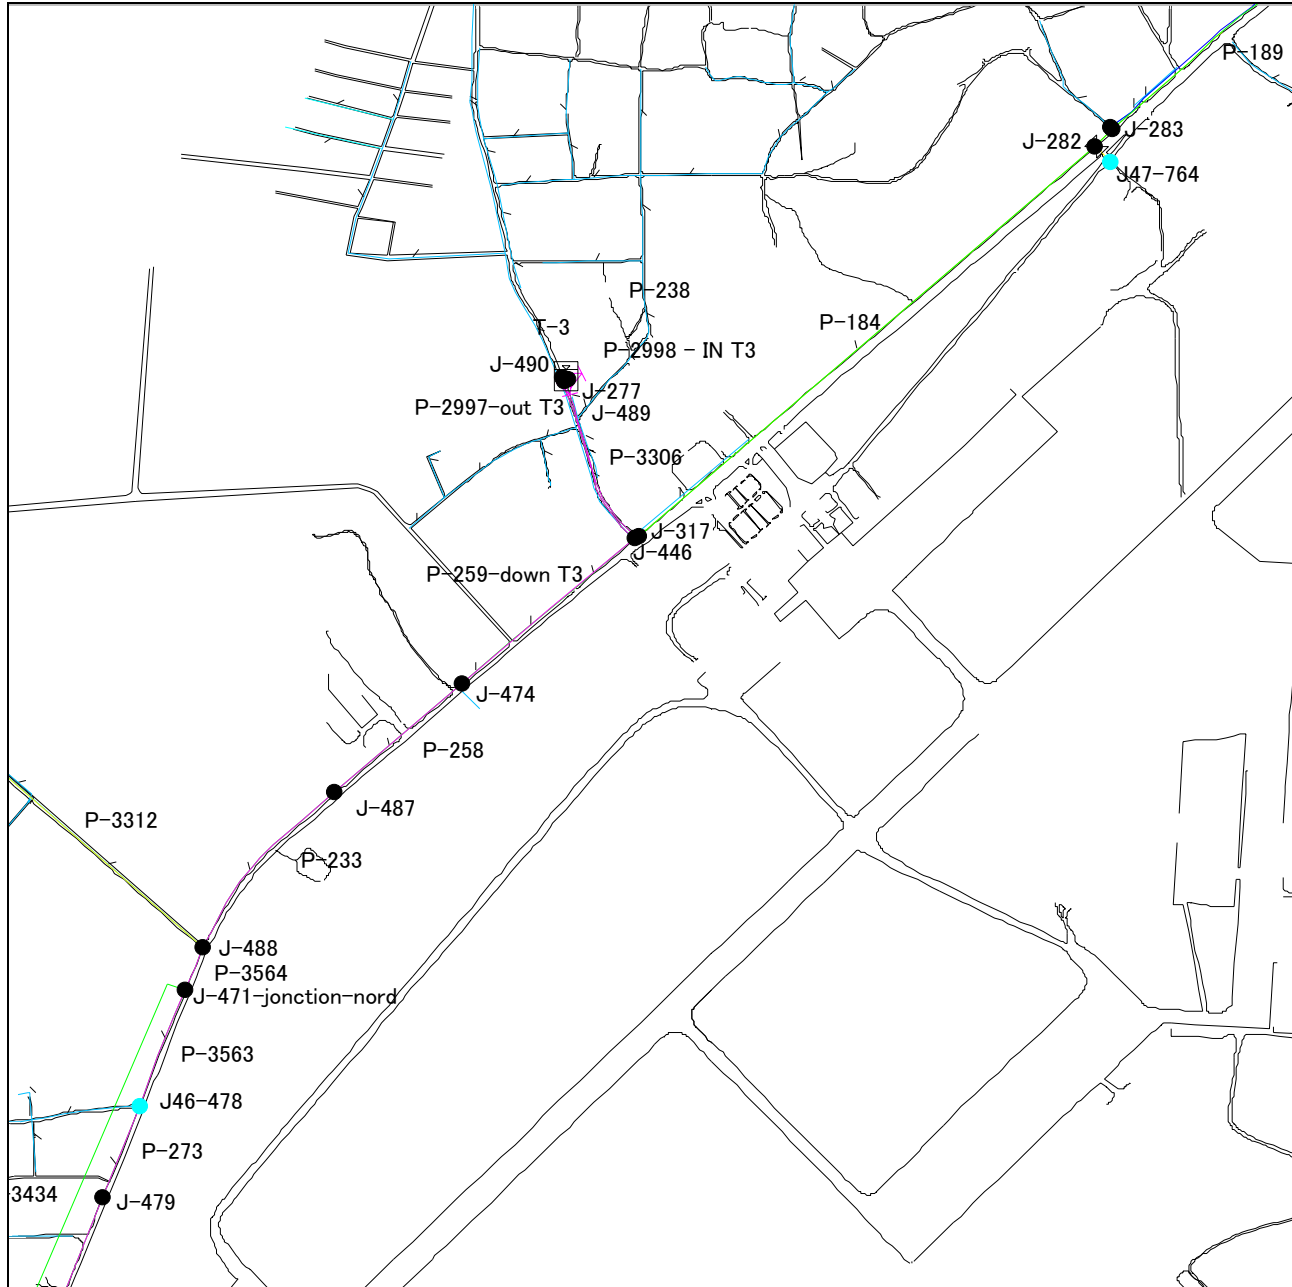 P-189
J-283
J-282
J47-764
P-238
P-184
T-3
P-2998 - IN T3
J-490
J-277
P-2997-out T3
J-489
P-3306
J-317
J-446
P-259-down T3
J-474
P-258
J-487
P-3312
P-233
J-488
P-3564
J-471-jonction-nord
P-3563
J46-478
P-273
3434
J-479